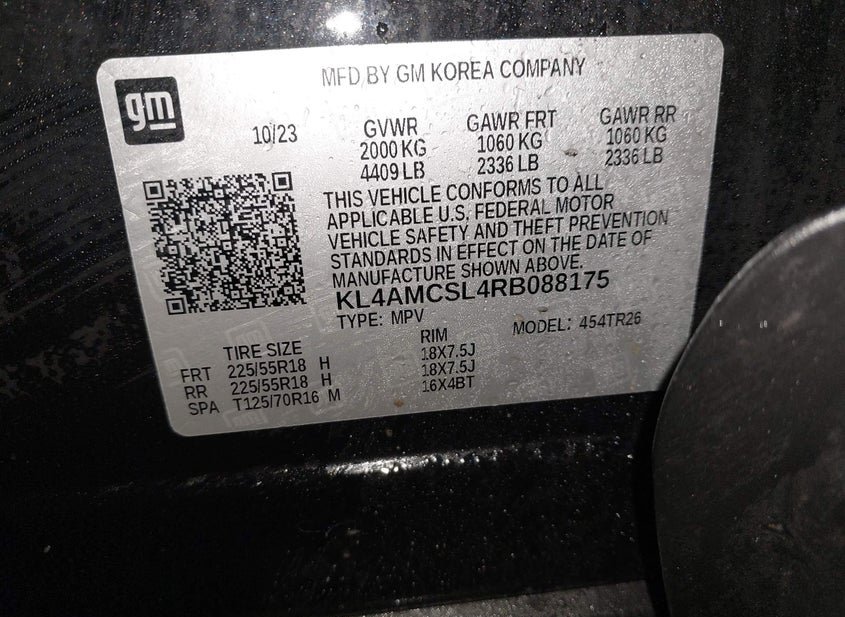 gm
MFD BY GM KOREA COMPANY
10/23 GVWR GAWR FRT GAWR RR
2000 KG 1060 KG 1060 KG
4409 LB 2336 LB 2336 LB
THIS VEHICLE CONFORMS TO ALL
APPLICABLE U.S. FEDERAL MOTOR
VEHICLE SAFETY AND THEFT PREVENTION
STANDARDS IN EFFECT ON THE DATE OF
MANUFACTURE SHOWN ABOVE.
KL4AMCSL4RB088175
TYPE: MPV MODEL: 454TR26
TIRE SIZE RIM
FRT 225/55R18 H 18X7.5J
RR 225/55R18 H 18X7.5J
SPA T125/70R16 M 16X4BT